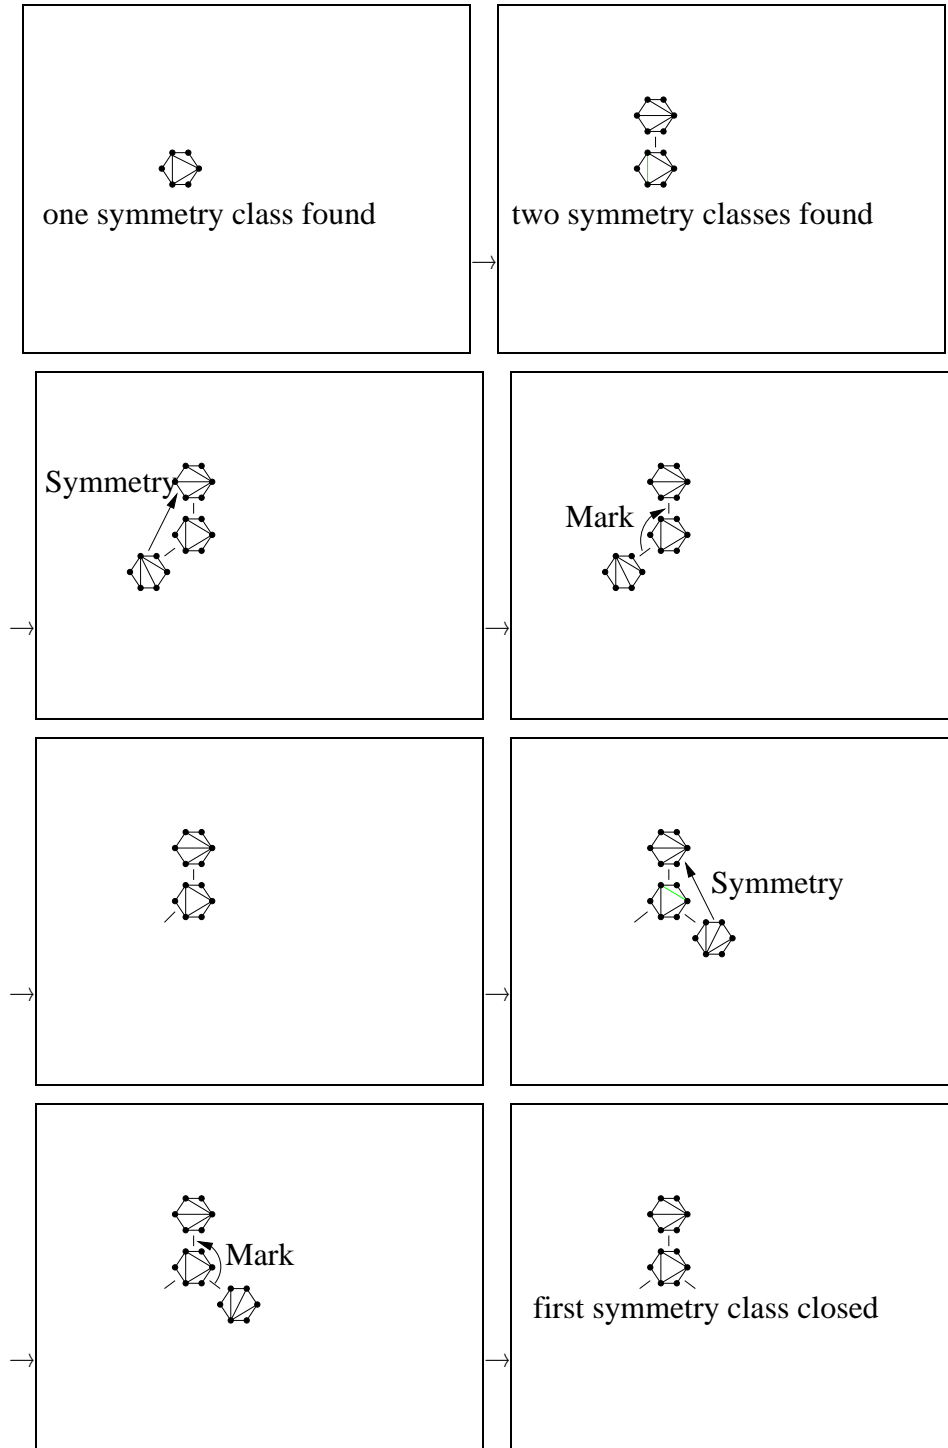 one symmetry class found
two symmetry classes found
Symmetry
Mark
Symmetry
Mark
first symmetry class closed